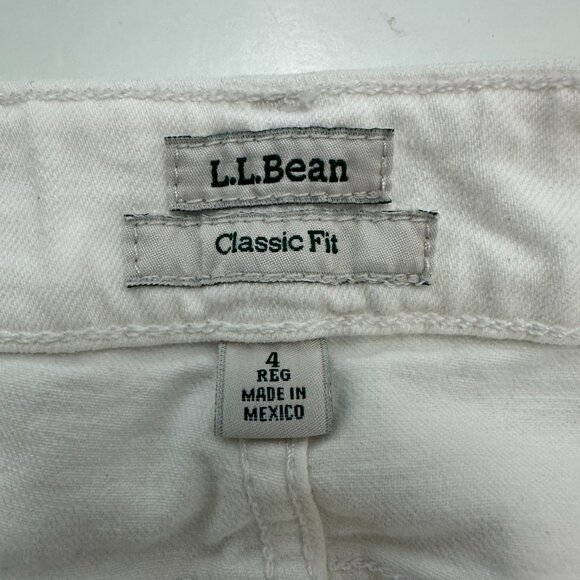 L.L.Bean
Classic Fit
4
REG
MADE IN
MEXICO